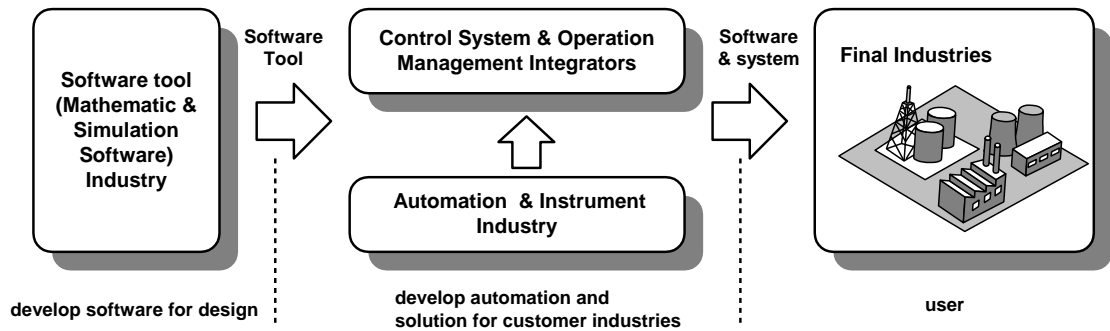 Software tool
(Mathematic &
Simulation
Software)
Industry
Software
Tool
Control System & Operation
Management Integrators
Automation & Instrument
Industry
Software
& system
Final Industries
develop software for design
develop automation and
solution for customer industries
user